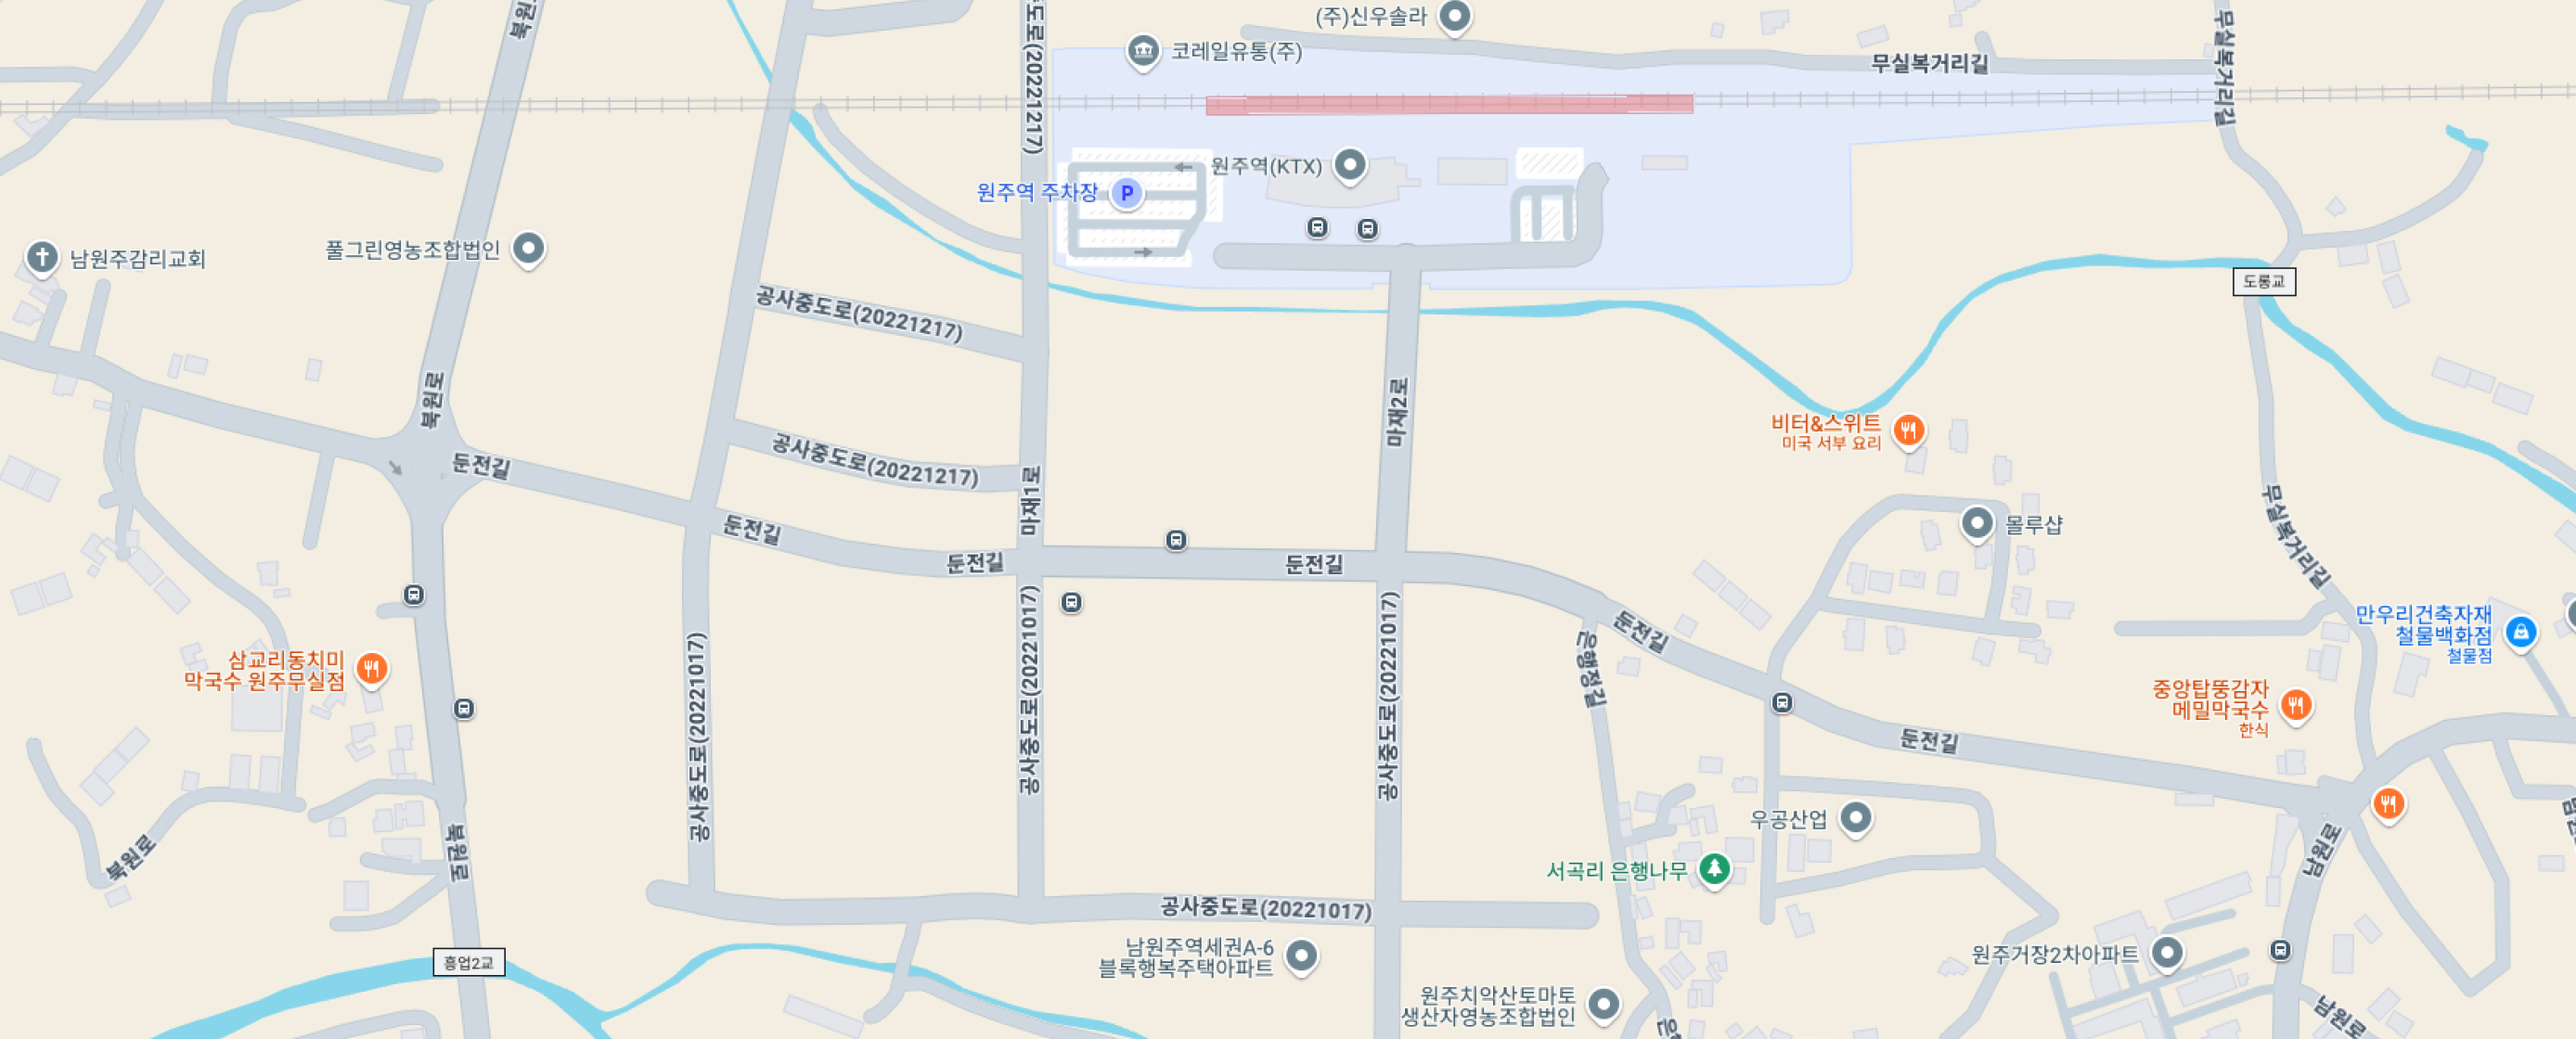 북원
중도로(20221217)
(주)신우솔라
코레일유통(주)
무실복거리길
무실복거리길
원주역(KTX)
원주역 주차장
P
남원주감리교회
풀그린영농조합법인
공사중도로(20221217)
도롱교
북원로
마재2로
비터&스위트
미국 서부 요리
둔전길
공사중도로(20221217)
마재1로
둔전길
몰루샵
무실복거리길
둔전길
둔전길
공사중도로(20221017)
공사중도로(20221017)
공사중도로(20221017)
은행정길
둔전길
만우리건축자재
철물백화점
철물점
삼교리동치미
막국수 원주무실점
중앙탑뚱감자
메밀막국수
한식
둔전길
우공산업
북원로
북원로
남원로
서곡리 은행나무
공사중도로(20221017)
남원주역세권A-6
블록행복주택아파트
흥업2교
원주거장2차아파트
원주치악산토마토
생산자영농조합법인
남원로